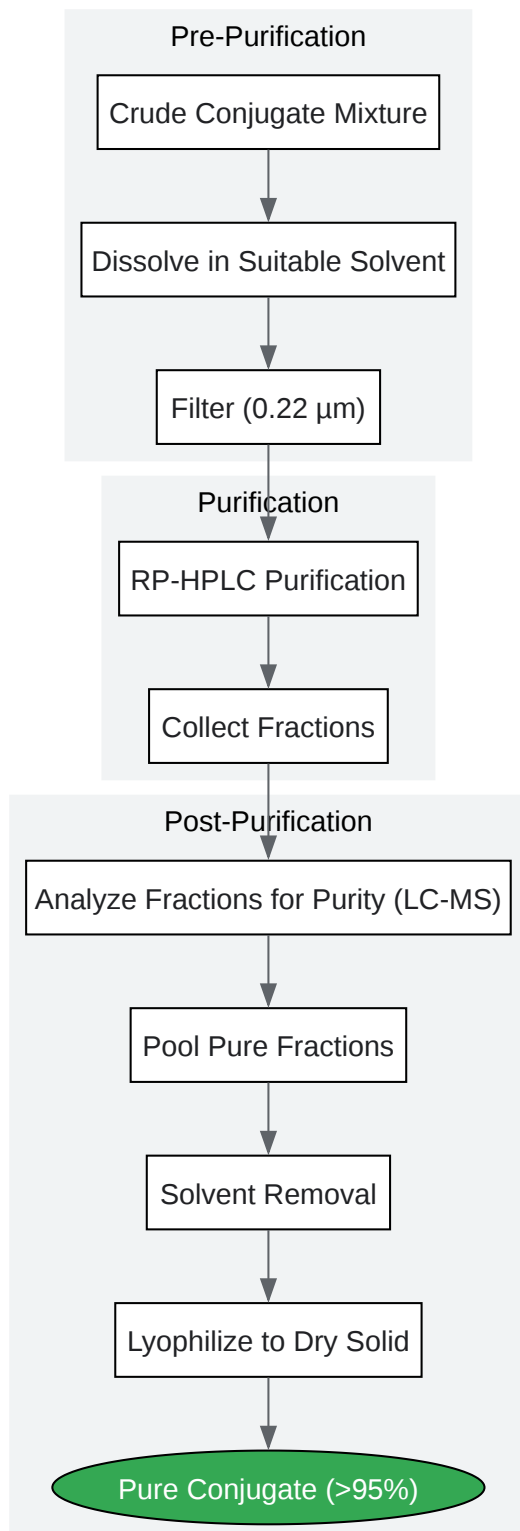 Pre-Purification
Crude Conjugate Mixture
Dissolve in Suitable Solvent
Filter (0.22 µm)
Purification
RP-HPLC Purification
Collect Fractions
Post-Purification
Analyze Fractions for Purity (LC-MS)
Pool Pure Fractions
Solvent Removal
Lyophilize to Dry Solid
Pure Conjugate (>95%)